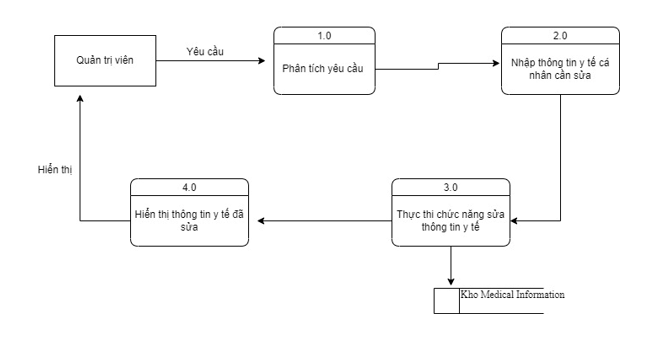 Quản trị viên
Yêu cầu
1.0
Phân tích yêu cầu
2.0
Nhập thông tin y tế cá
nhân cần sửa
Hiển thị
4.0
Hiển thị thông tin y tế đã
sửa
3.0
Thực thi chức năng sửa
thông tin y tế
Kho Medical Information